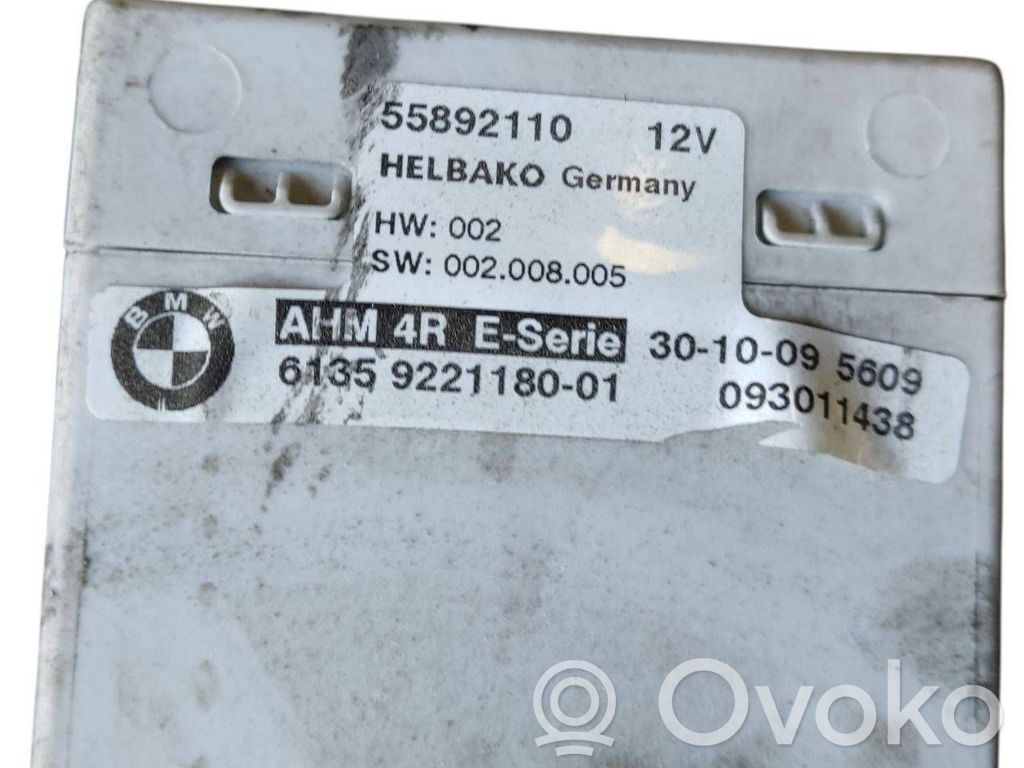 55892110 12V
HELBAKO Germany
HW: 002
SW: 002.008.005
BMW
AHM 4R E-Serie 30-10-09 5609
6135 9221180-01 093011438
Ovoko